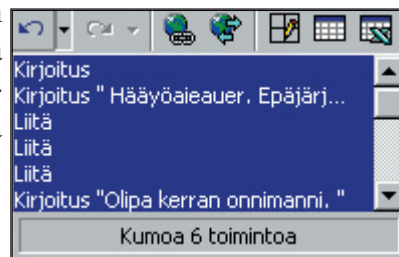 Kirjoitus
Kirjoitus " Hääyöaieauer. Epäjärj...
Liitä
Liitä
Liitä
Kirjoitus "Olipa kerran onnimanni. "
Kumoa 6 toimintoa